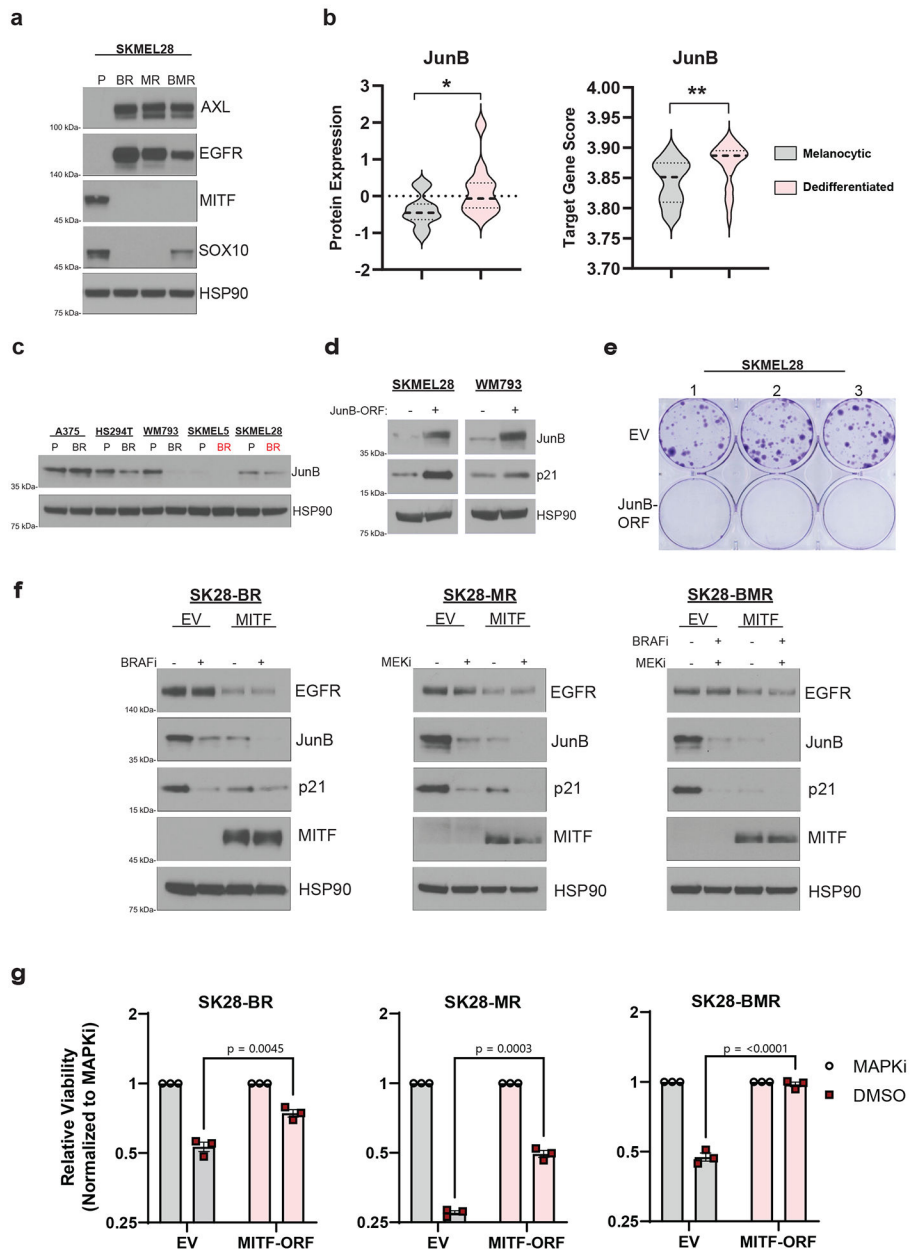 a
SKMEL28
P BR MR BMR
AXL
100 kDa-
EGFR
140 kDa-
MITF
45 kDa-
SOX10
45 kDa-
HSP90
75 kDa-
b
JunB
Protein Expression
3
2
1
0
-1
-2
*
JunB
Target Gene Score
4.00
3.95
3.90
3.85
3.80
3.75
3.70
**
Melanocytic
Dedifferentiated
c
A375 HS294T WM793 SKMEL5 SKMEL28
P BR P BR P BR P BR P BR
JunB
35 kDa-
HSP90
75 kDa-
d
SKMEL28 WM793
JunB-ORF: - + - +
JunB
35 kDa-
p21
15 kDa-
HSP90
75 kDa-
e
SKMEL28
1 2 3
EV
JunB-
ORF
f
SK28-BR
EV MITF
BRAFi - + - +
EGFR
140 kDa-
JunB
35 kDa-
p21
15 kDa-
MITF
45 kDa-
HSP90
75 kDa-
SK28-MR
EV MITF
MEKi - + - +
EGFR
JunB
p21
MITF
HSP90
SK28-BMR
EV MITF
BRAFi - + - +
MEKi - + - +
EGFR
JunB
p21
MITF
HSP90
g
Relative Viability
(Normalized to MAPKi)
SK28-BR
2
1
0.5
0.25
p = 0.0045
EV MITF-ORF
SK28-MR
2
1
0.5
0.25
p = 0.0003
EV MITF-ORF
SK28-BMR
2
1
0.5
0.25
p = <0.0001
EV MITF-ORF
MAPKi
DMSO